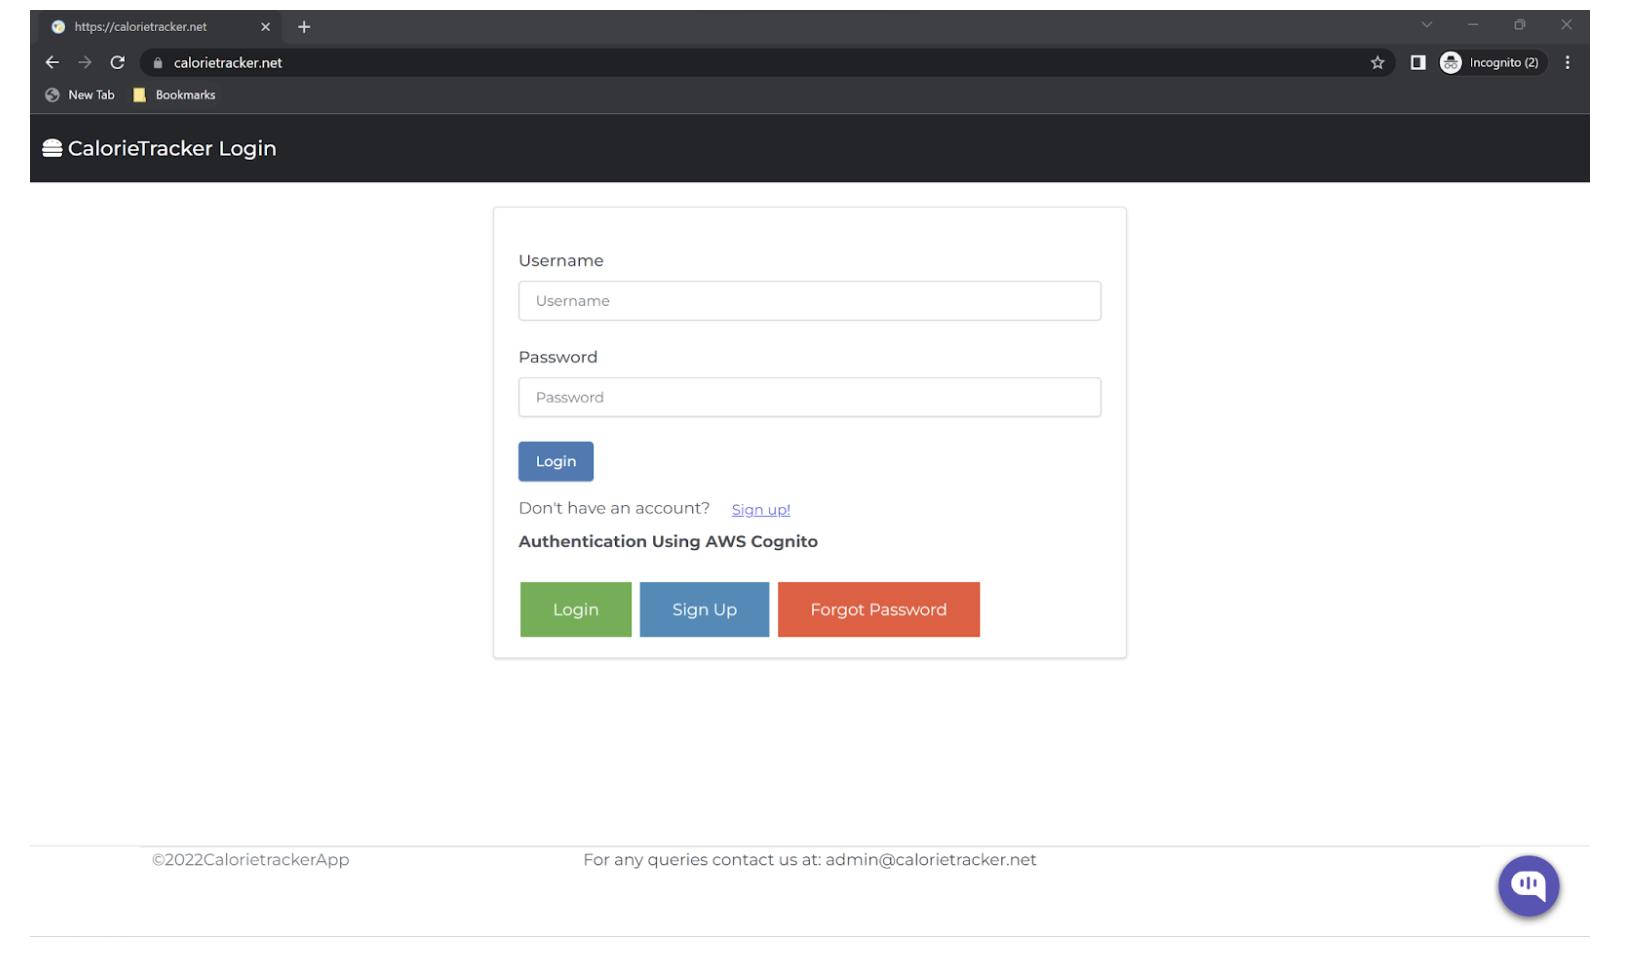 https://calorietracker.net
calorietracker.net
Incognito (2)
New Tab
Bookmarks
CalorieTracker Login
Username
Username
Password
Password
Login
Don't have an account? Sign up!
Authentication Using AWS Cognito
Login
Sign Up
Forgot Password
©2022CalorietrackerApp
For any queries contact us at: admin@calorietracker.net